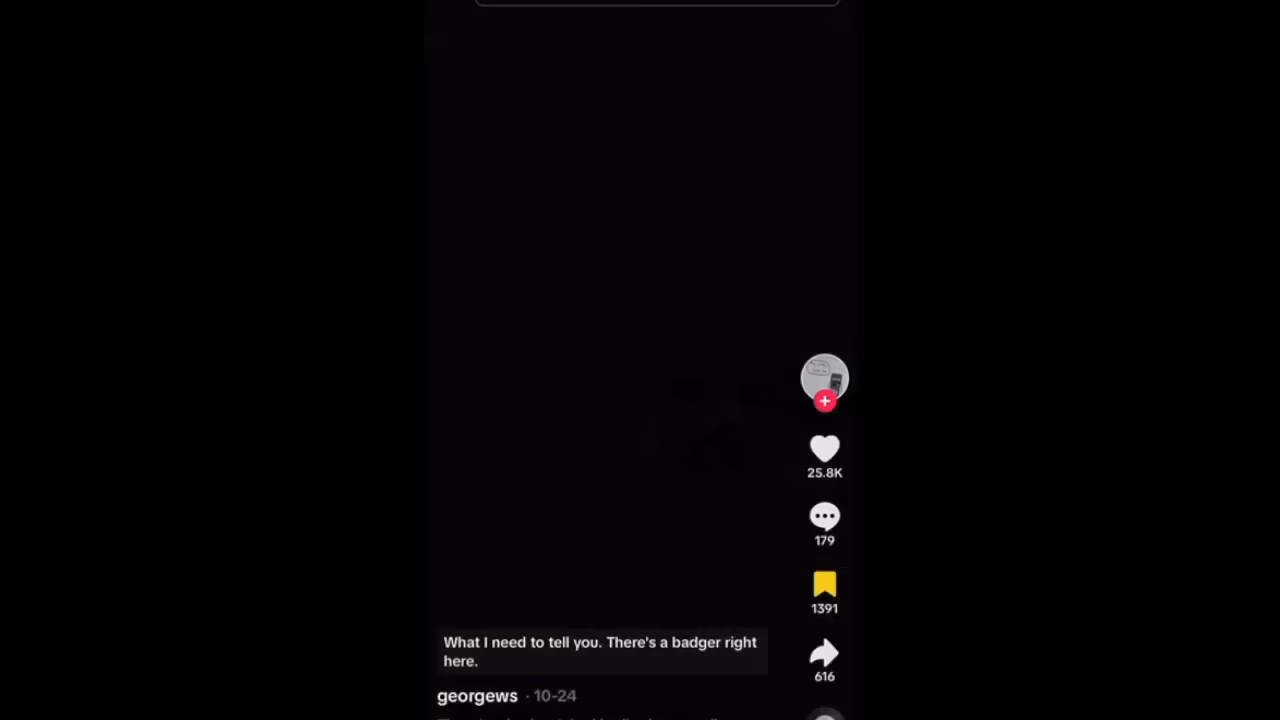 25.8K
179
1391
What I need to tell you. There's a badger right
here.
616
georgews · 10-24